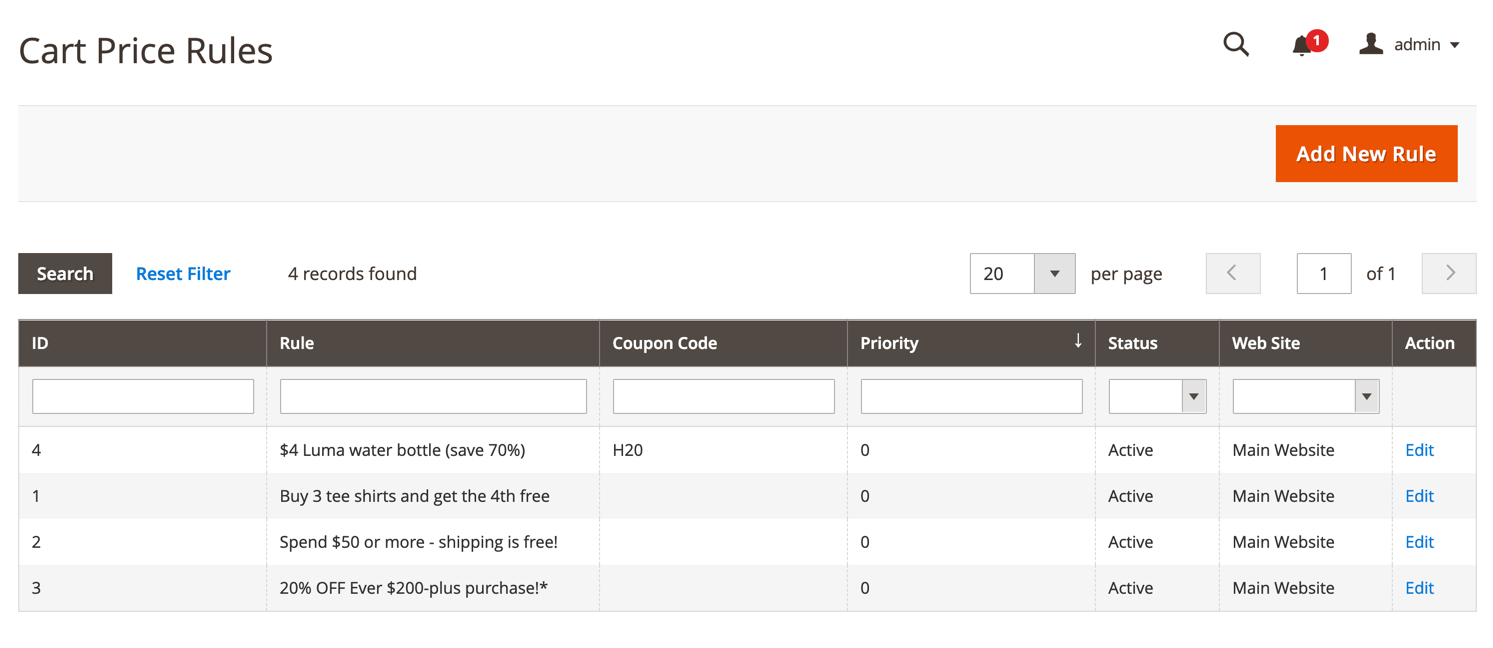 Cart Price Rules
1
admin
Add New Rule
Search Reset Filter 4 records found 20 per page 1 of 1
ID Rule Coupon Code Priority ↓ Status Web Site Action
4 $4 Luma water bottle (save 70%) H20 0 Active Main Website Edit
1 Buy 3 tee shirts and get the 4th free 0 Active Main Website Edit
2 Spend $50 or more - shipping is free! 0 Active Main Website Edit
3 20% OFF Ever $200-plus purchase!* 0 Active Main Website Edit